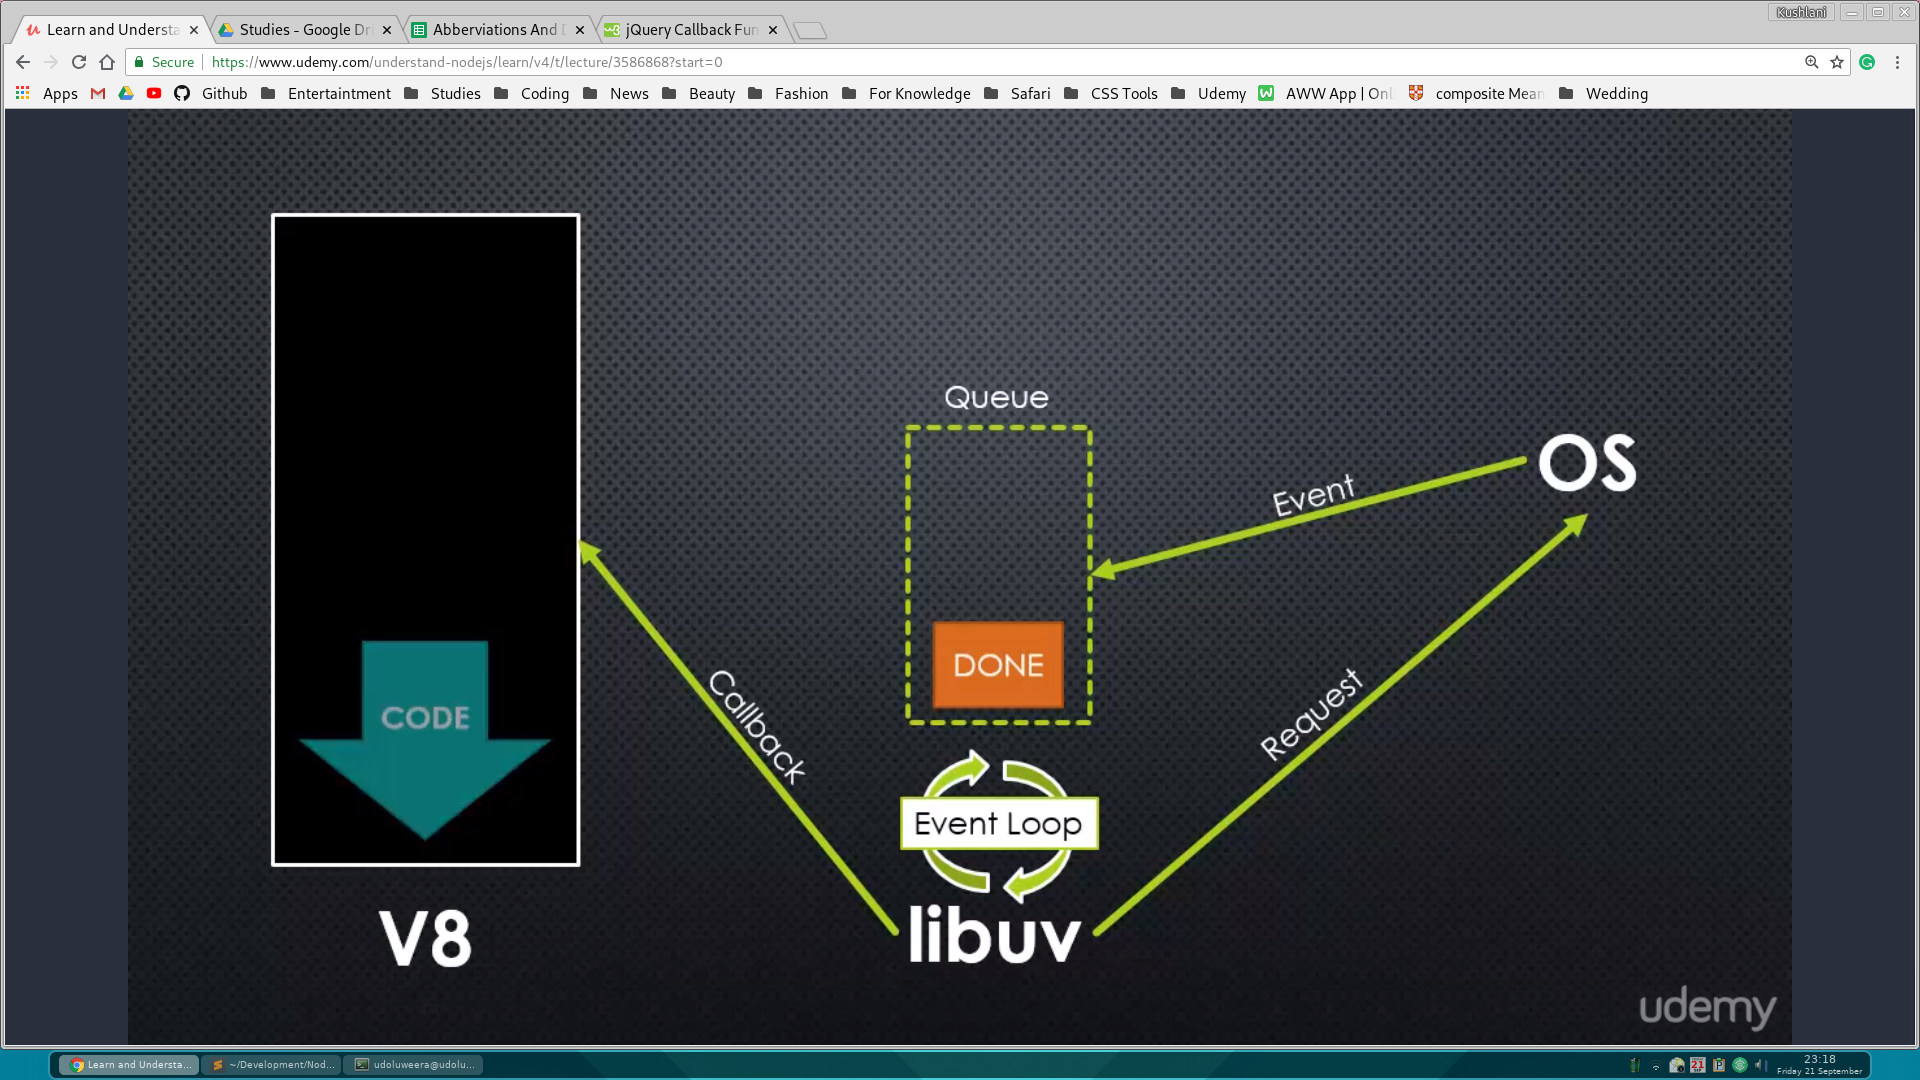 Kushlani
Learn and Understa
Studies - Google Dri
Abberviations And D
jQuery Callback Fun
Secure
https://www.udemy.com/understand-nodejs/learn/v4/t/lecture/3586868?start=0
Apps
Github
Entertaintment
Studies
Coding
News
Beauty
Fashion
For Knowledge
Safari
CSS Tools
Udemy
AWW App | Onl
composite Mean
Wedding
Queue
OS
Event
DONE
Callback
Request
CODE
Event Loop
V8
libuv
udemy
Learn and Understa...
~/Development/Nod...
udoluweera@udolu...
21
23:18
Friday 21 September